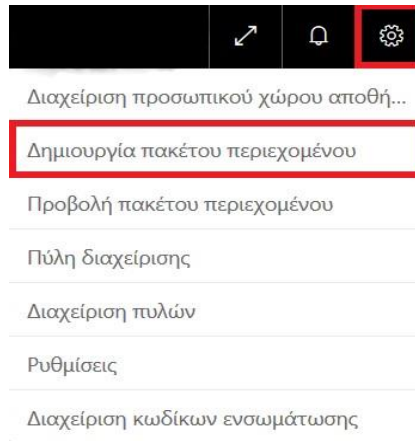 Διαχείριση προσωπικού χώρου αποθή...
Δημιουργία πακέτου περιεχομένου
Προβολή πακέτου περιεχομένου
Πύλη διαχείρισης
Διαχείριση πυλών
Ρυθμίσεις
Διαχείριση κωδίκων ενσωμάτωσης